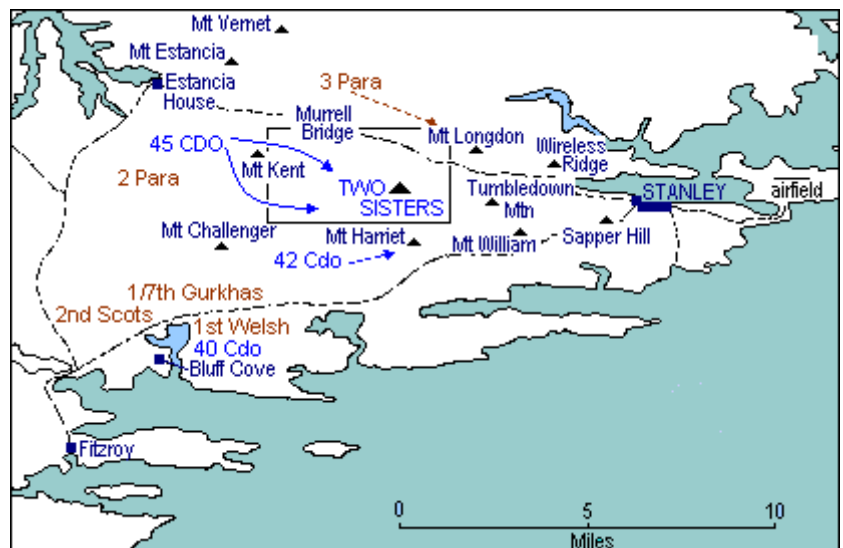 Mt Vernet
Mt Estancia
Estancia
House
3 Para
Murrell
Bridge
45 CDO
Mt Longdon
Wireless
Ridge
Mt Kent
2 Para
TWO
SISTERS
Tumbledown
Mtn
STANLEY
airfield
Mt Challenger
Mt Harriet
42 Cdo
Mt William
Sapper Hill
1/7th Gurkhas
2nd Scots
1st Welsh
40 Cdo
Bluff Cove
Fitzroy
0 5 10
Miles